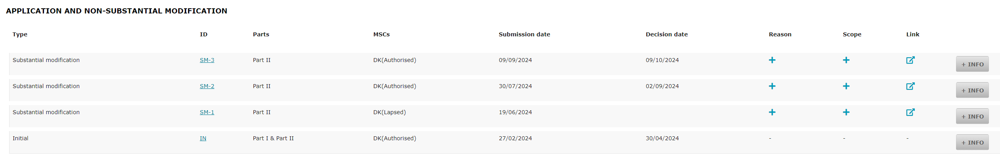 APPLICATION AND NON-SUBSTANTIAL MODIFICATION
Type ID Parts MSCs Submission date Decision date Reason Scope Link
Substantial modification SM-3 Part II DK(Authorised) 09/09/2024 09/10/2024 + + + INFO
Substantial modification SM-2 Part II DK(Authorised) 30/07/2024 02/09/2024 + + + INFO
Substantial modification SM-1 Part II DK(Lapsed) 19/06/2024 + + + INFO
Initial IN Part I & Part II DK(Authorised) 27/02/2024 30/04/2024 - - - + INFO